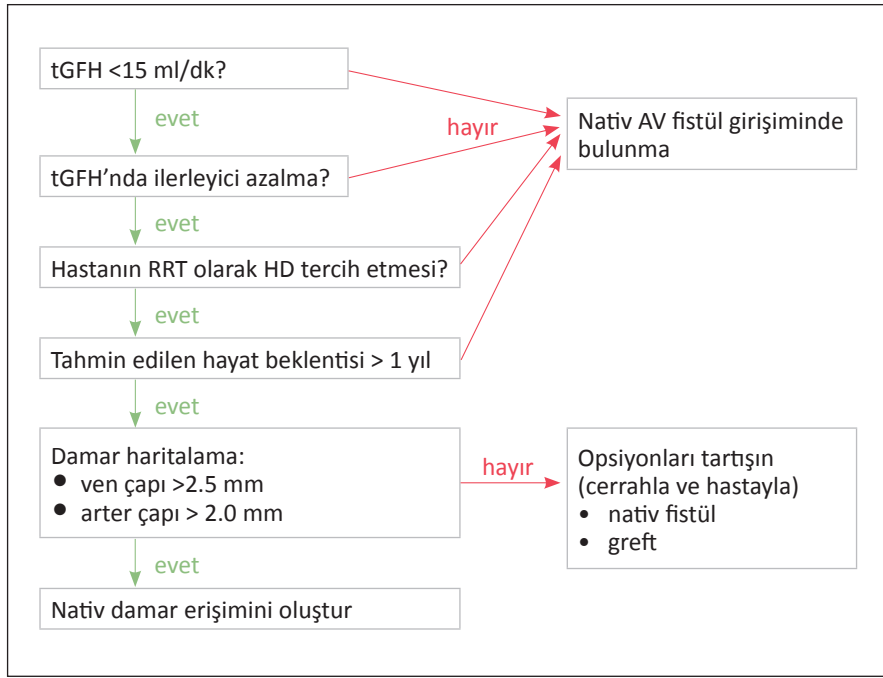 tGFH <15 ml/dk?
evet
hayır
Nativ AV fistül girişiminde
bulunma
tGFH’nda ilerleyici azalma?
evet
Hastanın RRT olarak HD tercih etmesi?
evet
Tahmin edilen hayat beklentisi > 1 yıl
evet
Damar haritalama:
● ven çapı >2.5 mm
● arter çapı > 2.0 mm
hayır
Opsiyonları tartışın
(cerrahla ve hastayla)
• nativ fistül
• greft
evet
Nativ damar erişimini oluştur